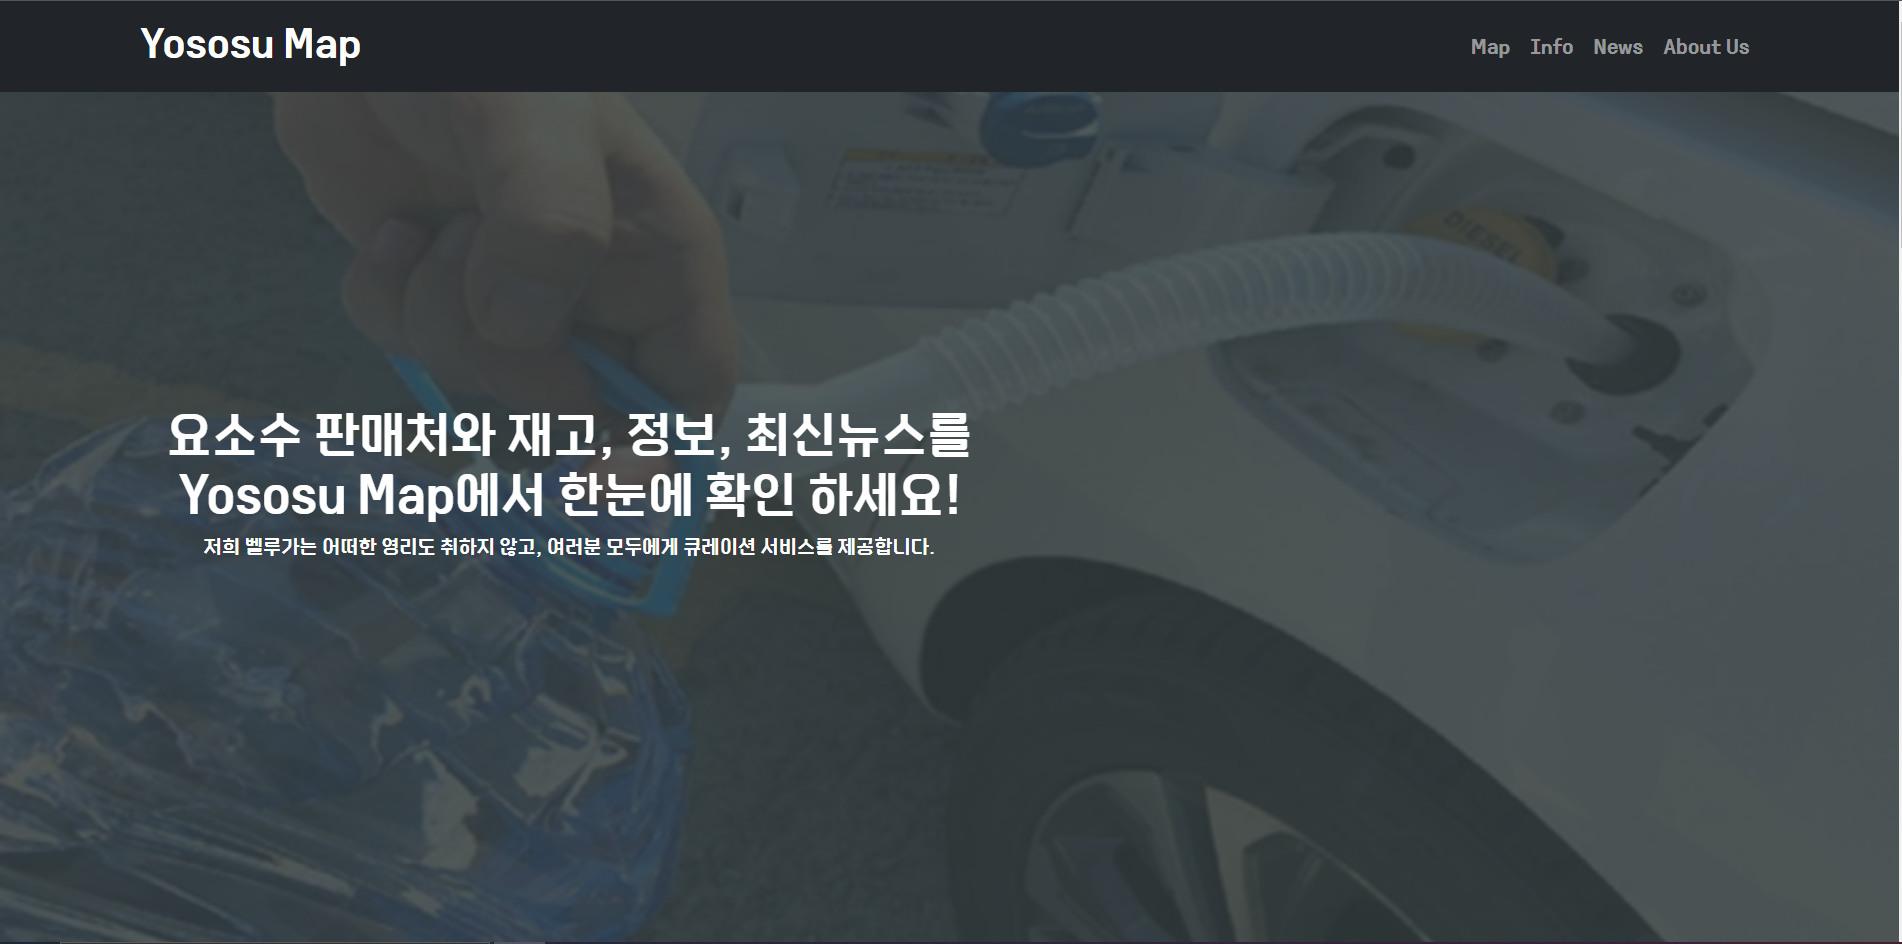 Yososu Map
Map Info News About Us
DIESEL
요소수 판매처와 재고, 정보, 최신뉴스를
Yososu Map에서 한눈에 확인 하세요!
저희 벨루가는 어떠한 영리도 취하지 않고, 여러분 모두에게 큐레이션 서비스를 제공합니다.